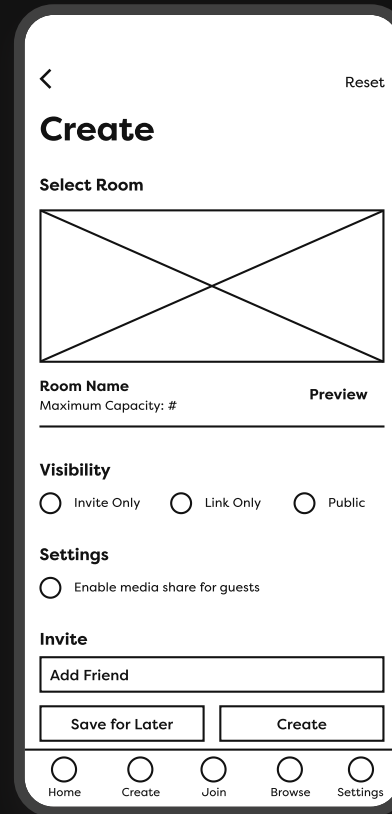 Reset
Create
Select Room
Room Name
Maximum Capacity: #
Preview
Visibility
Invite Only Link Only Public
Settings
Enable media share for guests
Invite
Add Friend
Save for Later Create
Home Create Join Browse Settings